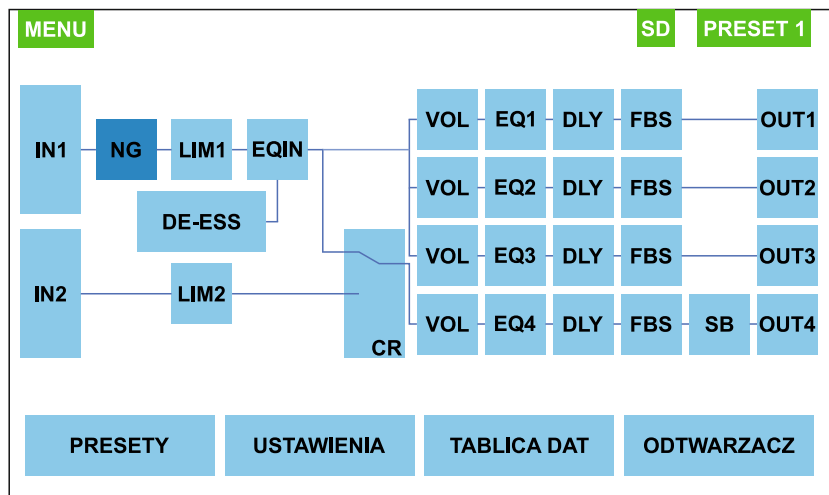 MENU SD PRESET 1
IN1 NG LIM1 EQIN
DE-ESS
IN2 LIM2
CR
VOL EQ1 DLY FBS OUT1
VOL EQ2 DLY FBS OUT2
VOL EQ3 DLY FBS OUT3
VOL EQ4 DLY FBS SB OUT4
PRESETY USTAWIENIA TABLICA DAT ODTWARZACZ